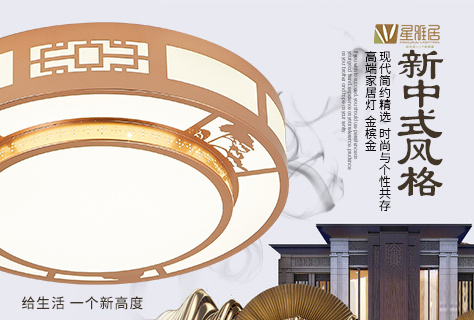 星雅居
新中式风格
现代简约精选 时尚与个性共存
高端家居灯 金槟金
给生活 一个新高度